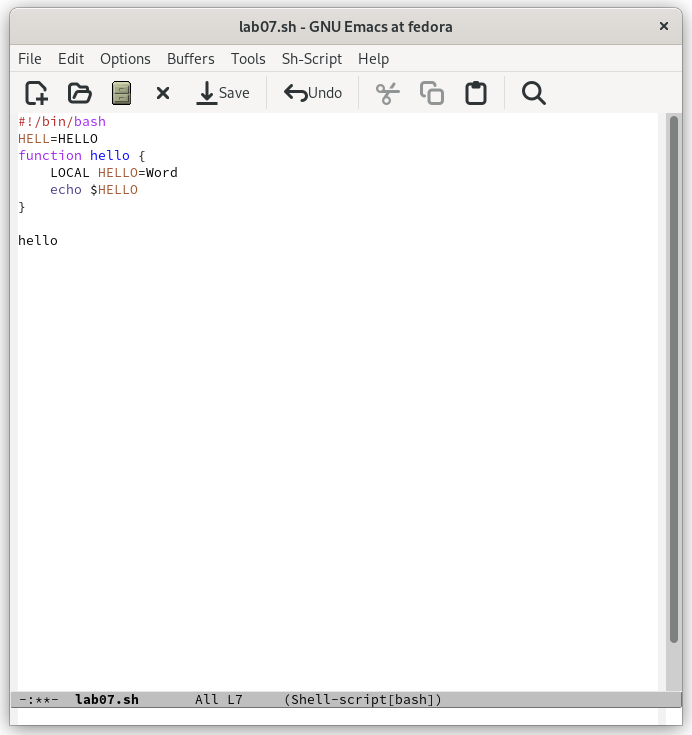 lab07.sh - GNU Emacs at fedora ×
File Edit Options Buffers Tools Sh-Script Help
Save Undo
#!/bin/bash
HELL=HELLO
function hello {
    LOCAL HELLO=Word
    echo $HELLO
}

hello
-:**-  lab07.sh       All L7     (Shell-script[bash])